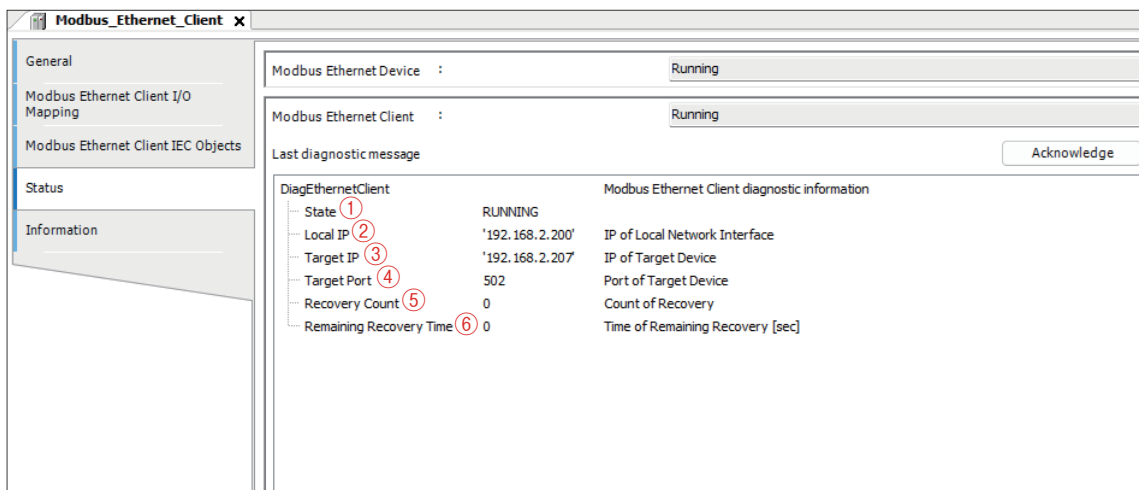 Modbus_Ethernet_Client X
General
Modbus Ethernet Client I/O
Mapping
Modbus Ethernet Client IEC Objects
Status
Information
Modbus Ethernet Device : Running
Modbus Ethernet Client : Running
Last diagnostic message Acknowledge
DiagEthernetClient Modbus Ethernet Client diagnostic information
State ① RUNNING
Local IP ② '192.168.2.200' IP of Local Network Interface
Target IP ③ '192.168.2.207' IP of Target Device
Target Port ④ 502 Port of Target Device
Recovery Count ⑤ 0 Count of Recovery
Remaining Recovery Time ⑥ 0 Time of Remaining Recovery [sec]